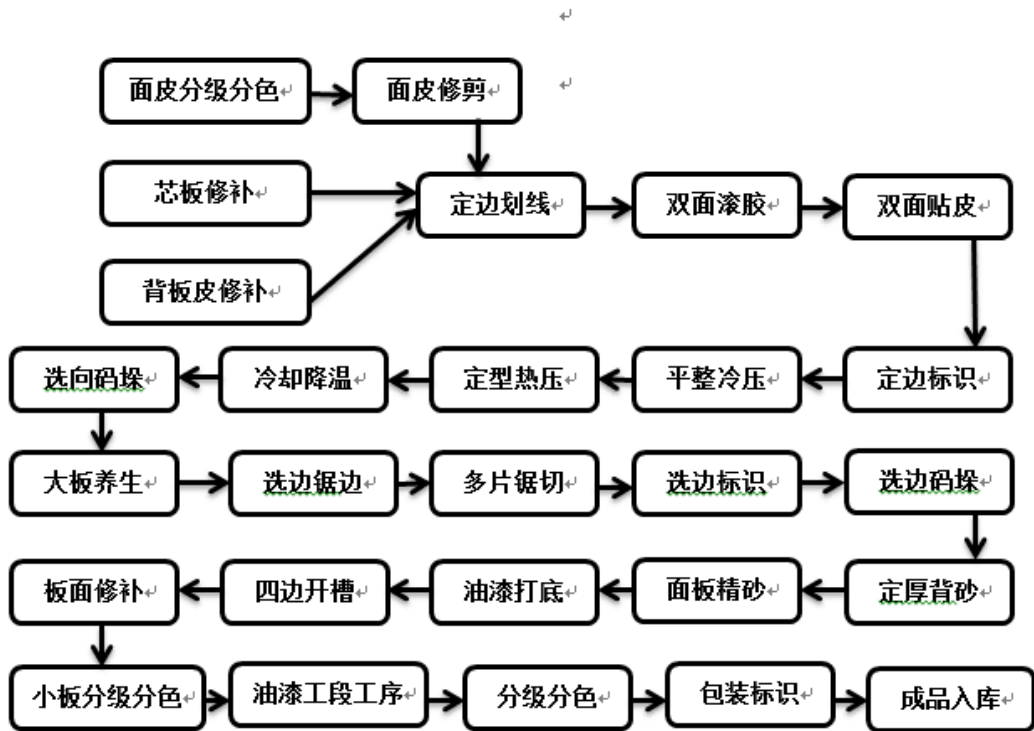 面皮分级分色
面皮修剪
芯板修补
定边划线
双面滚胶
双面贴皮
背板皮修补
选向码垛
冷却降温
定型热压
平整冷压
定边标识
大板养生
选边锯边
多片锯切
选边标识
选边码垛
板面修补
四边开槽
油漆打底
面板精砂
定厚背砂
小板分级分色
油漆工段工序
分级分色
包装标识
成品入库